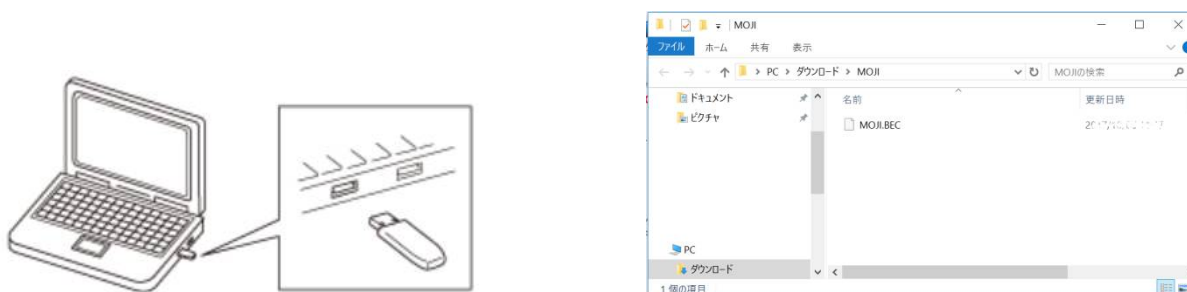 MOJI
ファイル ホーム 共有 表示
PC ダウンロード MOJI
MOJIの検索
ドキュメント
ピクチャ
名前 更新日時
MOJI.BEC
PC
ダウンロード
1 個の項目